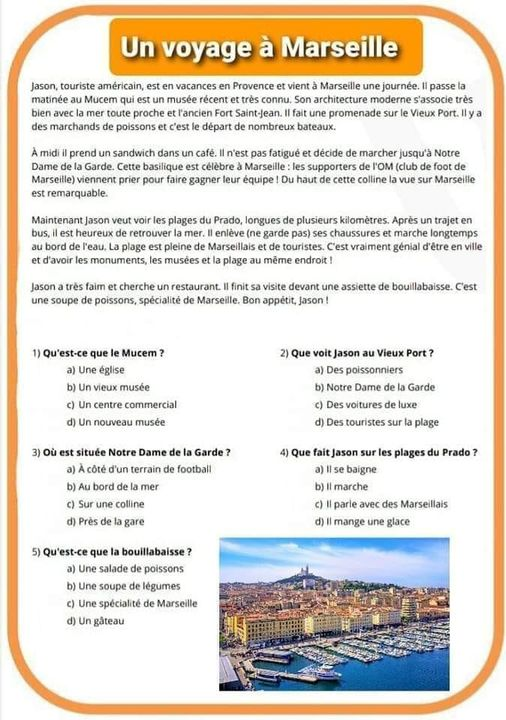 Un voyage à Marseille
Jason, touriste américain, est en vacances en Provence et vient à Marseille une journée. Il passe la
matinée au Mucem qui est un musée récent et très connu. Son architecture moderne s'associe très
bien avec la mer toute proche et l'ancien Fort Saint-Jean. Il fait une promenade sur le Vieux Port. Il y a
des marchands de poissons et c'est le départ de nombreux bateaux.
À midi il prend un sandwich dans un café. Il n'est pas fatigué et décide de marcher jusqu'à Notre
Dame de la Garde. Cette basilique est célèbre à Marseille : les supporters de l'OM (club de foot de
Marseille) viennent prier pour faire gagner leur équipe ! Du haut de cette colline la vue sur Marseille
est remarquable.
Maintenant Jason veut voir les plages du Prado, longues de plusieurs kilomètres. Après un trajet en
bus, il est heureux de retrouver la mer. Il enlève (ne garde pas) ses chaussures et marche longtemps
au bord de l'eau. La plage est pleine de Marseillais et de touristes. C'est vraiment génial d'être en ville
et d'avoir les monuments, les musées et la plage au même endroit !
Jason a très faim et cherche un restaurant. Il finit sa visite devant une assiette de bouillabaisse. C'est
une soupe de poissons, spécialité de Marseille. Bon appétit, Jason !
1) Qu'est-ce que le Mucem ?
a) Une église
b) Un vieux musée
c) Un centre commercial
d) Un nouveau musée
2) Que voit Jason au Vieux Port ?
a) Des poissonniers
b) Notre Dame de la Garde
c) Des voitures de luxe
d) Des touristes sur la plage
3) Où est située Notre Dame de la Garde ?
a) À côté d'un terrain de football
b) Au bord de la mer
c) Sur une colline
d) Près de la gare
4) Que fait Jason sur les plages du Prado ?
a) Il se baigne
b) Il marche
c) Il parle avec des Marseillais
d) Il mange une glace
5) Qu'est-ce que la bouillabaisse ?
a) Une salade de poissons
b) Une soupe de légumes
c) Une spécialité de Marseille
d) Un gâteau